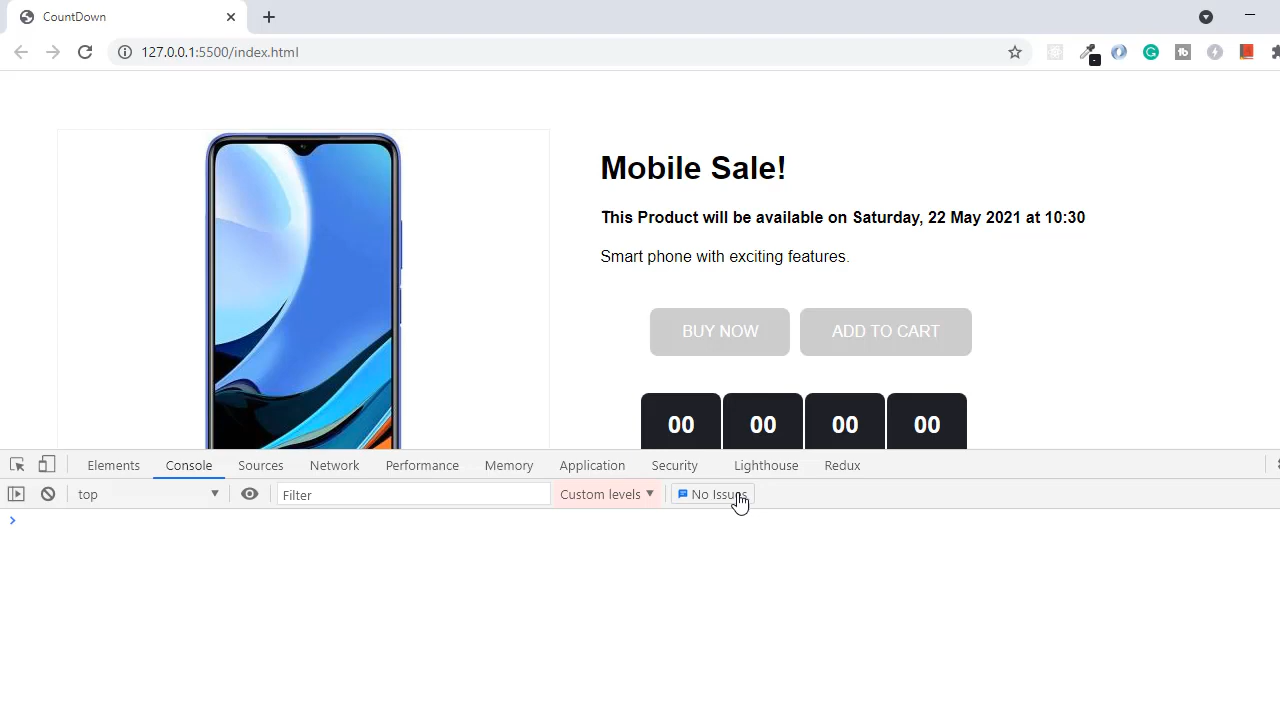 CountDown
127.0.0.1:5500/index.html
Mobile Sale!
This Product will be available on Saturday, 22 May 2021 at 10:30
Smart phone with exciting features.
BUY NOW ADD TO CART
00 00 00 00
Elements Console Sources Network Performance Memory Application Security Lighthouse Redux
top Filter Custom levels No Issues